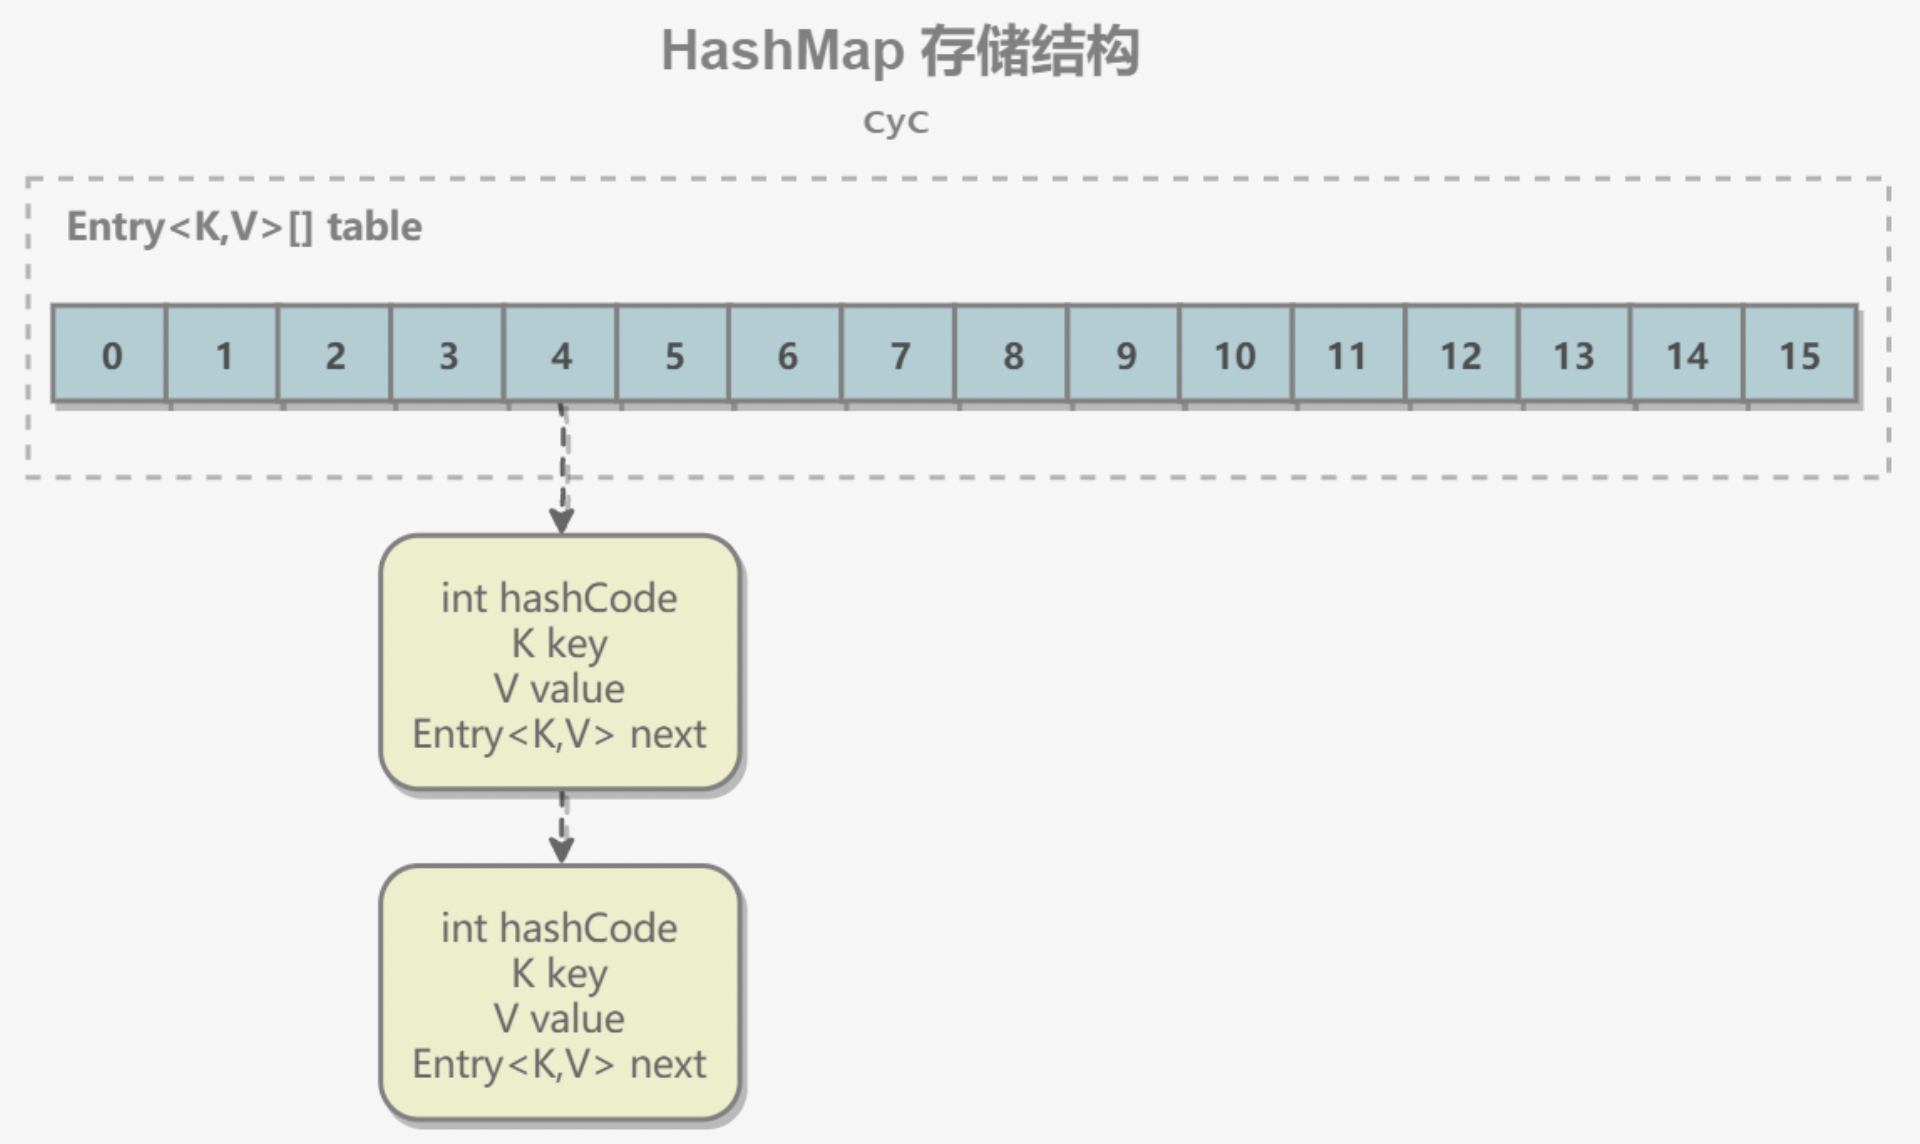 HashMap 存储结构
CyC
Entry<K,V>[] table
0 1 2 3 4 5 6 7 8 9 10 11 12 13 14 15
int hashCode
K key
V value
Entry<K,V> next
int hashCode
K key
V value
Entry<K,V> next